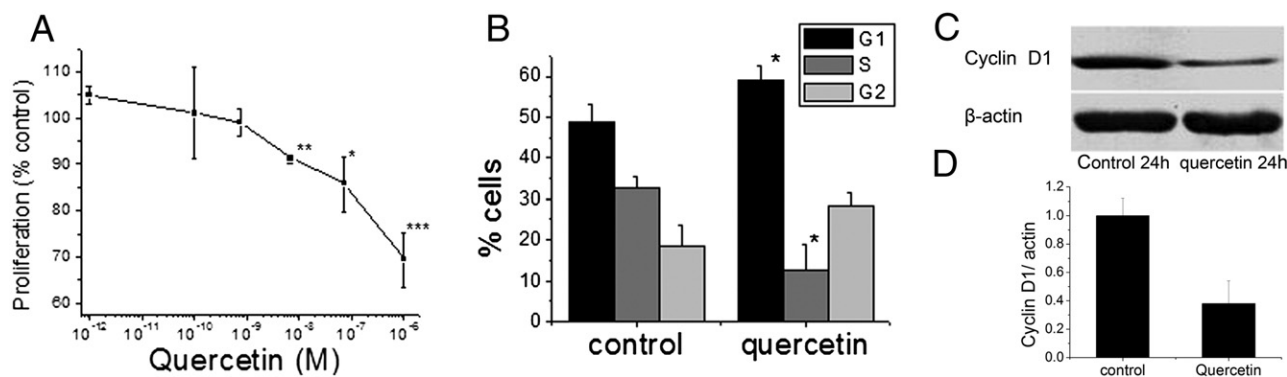 A
Proliferation (% control)
110
100
90
80
70
60
**
*
***
10⁻¹²
10⁻¹¹
10⁻¹⁰
10⁻⁹
10⁻⁸
10⁻⁷
10⁻⁶
Quercetin (M)
B
% cells
60
50
40
30
20
10
0
G1
S
G2
*
*
control
quercetin
C
Cyclin D1
β-actin
Control 24h quercetin 24h
D
Cyclin D1/ actin
1.2
1.0
0.8
0.6
0.4
0.2
0.0
control
Quercetin